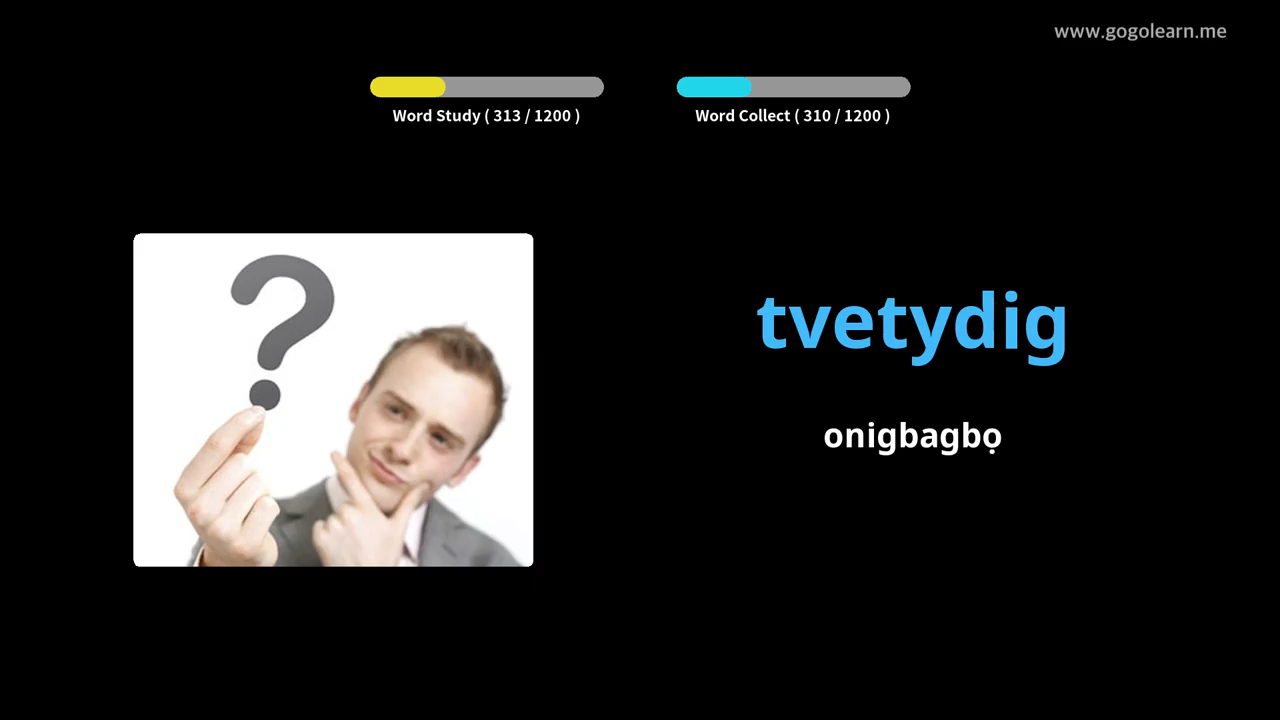 www.gogolearn.me
Word Study ( 313 / 1200 )
Word Collect ( 310 / 1200 )
?
tvetydig
onigbagbọ